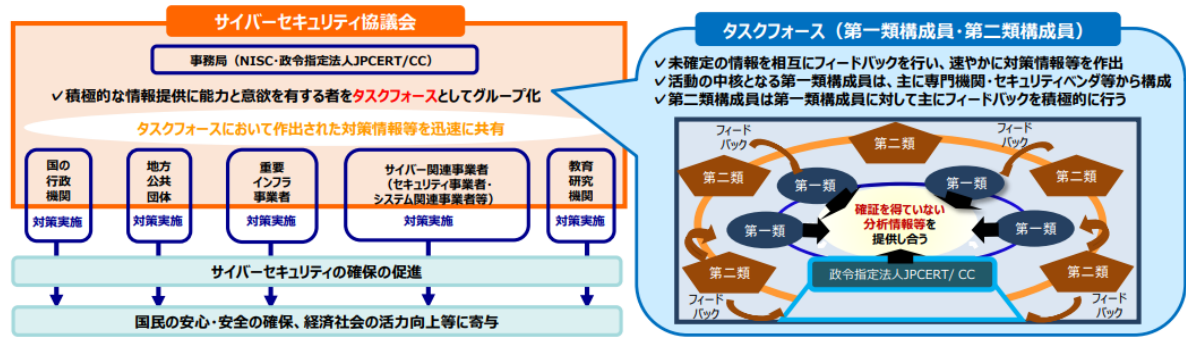 サイバーセキュリティ協議会
事務局（NISC・政令指定法人JPCERT/CC）
✓積極的な情報提供に能力と意欲を有する者をタスクフォースとしてグループ化
タスクフォースにおいて作出された対策情報等を迅速に共有
国の
行政
機関
対策実施
地方
公共
団体
対策実施
重要
インフラ
事業者
対策実施
サイバー関連事業者
（セキュリティ事業者・
システム関連事業者等）
対策実施
教育
研究
機関
対策実施
サイバーセキュリティの確保の促進
国民の安心・安全の確保、経済社会の活力向上等に寄与
タスクフォース（第一類構成員・第二類構成員）
✓未確定の情報を相互にフィードバックを行い、速やかに対策情報等を作出
✓活動の中核となる第一類構成員は、主に専門機関・セキュリティベンダ等から構成
✓第二類構成員は第一類構成員に対して主にフィードバックを積極的に行う
フィード
バック
第二類
フィード
バック
第二類
第一類
第一類
第二類
第一類
確証を得ていない
分析情報等を
提供し合う
第一類
第二類
政令指定法人JPCERT/ CC
第二類
フィード
バック
フィード
バック